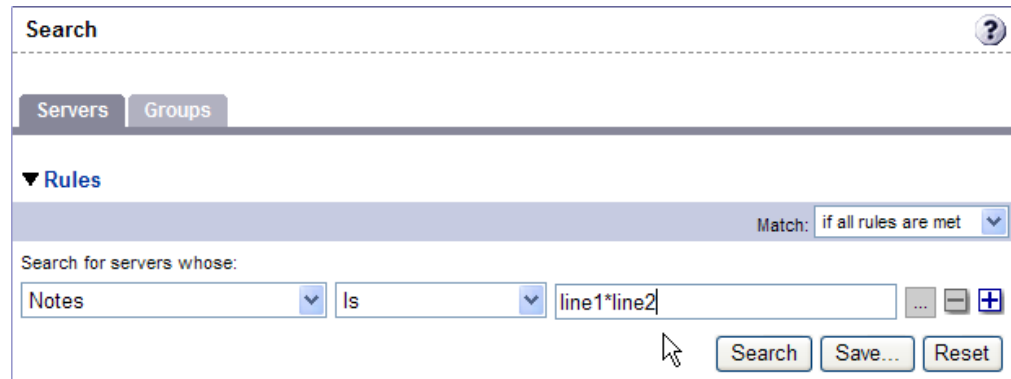 Search ?
Servers Groups
▼ Rules
Match: if all rules are met
Search for servers whose:
Notes Is line1*line2 ...
Search Save... Reset